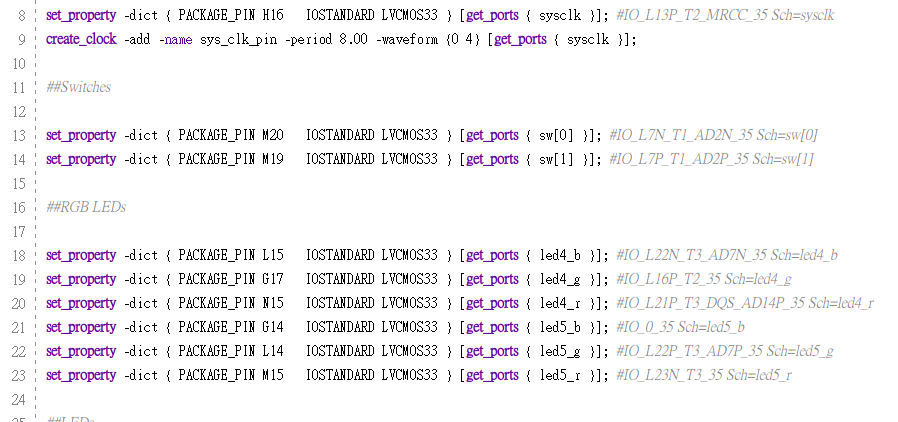 8 set_property -dict { PACKAGE_PIN H16 IOSTANDARD LVCMOS33 } [get_ports { sysclk }]; #IO_L13P_T2_MRCC_35 Sch=sysclk
9 create_clock -add -name sys_clk_pin -period 8.00 -waveform {0 4} [get_ports { sysclk }];
10
11 ##Switches
12
13 set_property -dict { PACKAGE_PIN M20 IOSTANDARD LVCMOS33 } [get_ports { sw[0] }]; #IO_L7N_T1_AD2N_35 Sch=sw[0]
14 set_property -dict { PACKAGE_PIN M19 IOSTANDARD LVCMOS33 } [get_ports { sw[1] }]; #IO_L7P_T1_AD2P_35 Sch=sw[1]
15
16 ##RGB LEDs
17
18 set_property -dict { PACKAGE_PIN L15 IOSTANDARD LVCMOS33 } [get_ports { led4_b }]; #IO_L22N_T3_AD7N_35 Sch=led4_b
19 set_property -dict { PACKAGE_PIN G17 IOSTANDARD LVCMOS33 } [get_ports { led4_g }]; #IO_L16P_T2_35 Sch=led4_g
20 set_property -dict { PACKAGE_PIN N15 IOSTANDARD LVCMOS33 } [get_ports { led4_r }]; #IO_L21P_T3_DQS_AD14P_35 Sch=led4_r
21 set_property -dict { PACKAGE_PIN G14 IOSTANDARD LVCMOS33 } [get_ports { led5_b }]; #IO_0_35 Sch=led5_b
22 set_property -dict { PACKAGE_PIN L14 IOSTANDARD LVCMOS33 } [get_ports { led5_g }]; #IO_L22P_T3_AD7P_35 Sch=led5_g
23 set_property -dict { PACKAGE_PIN M15 IOSTANDARD LVCMOS33 } [get_ports { led5_r }]; #IO_L23N_T3_35 Sch=led5_r
24